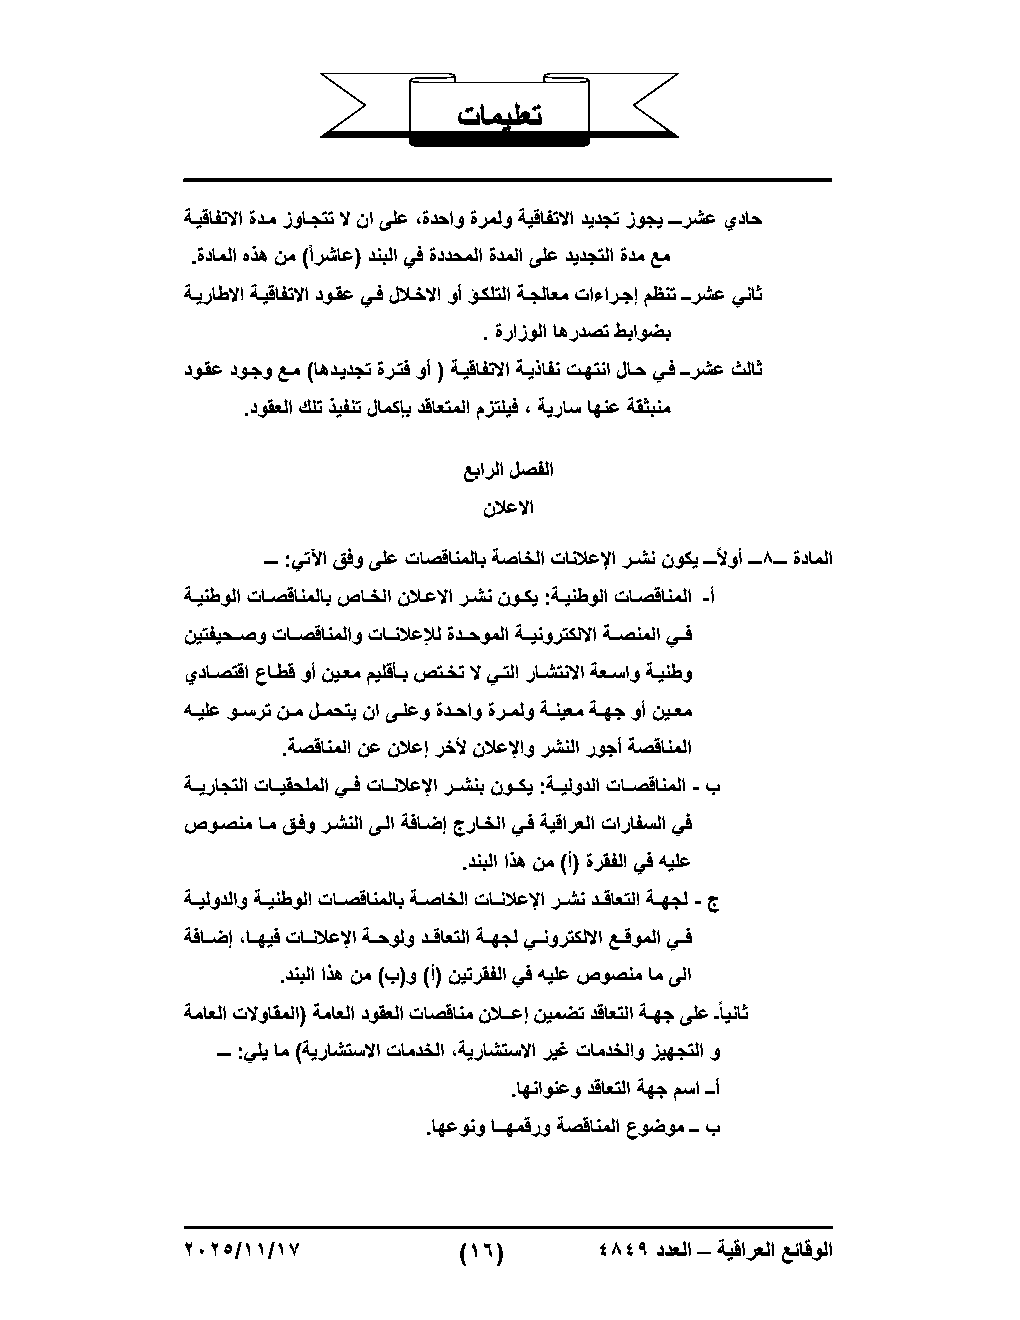 تعليمات
حادي عشرــ يجوز تجديد الاتفاقية ولمرة واحدة، على ان لا تتجاوز مدة الاتفاقية
مع مدة التجديد على المدة المحددة في البند (عاشراً) من هذه المادة.
ثاني عشرــ تنظم إجراءات معالجة التلكؤ أو الاخلال في عقود الاتفاقية الاطارية
بضوابط تصدرها الوزارة .
ثالث عشرــ في حال انتهت نفاذية الاتفاقية ( أو فترة تجديدها) مع وجود عقود
منبثقة عنها سارية ، فيلتزم المتعاقد بإكمال تنفيذ تلك العقود.
الفصل الرابع
الاعلان
المادة ــ٨ــ أولاًــ يكون نشر الإعلانات الخاصة بالمناقصات على وفق الآتي: ــ
أ- المناقصات الوطنية: يكون نشر الاعلان الخاص بالمناقصات الوطنية
في المنصة الالكترونية الموحدة للإعلانات والمناقصات وصحيفتين
وطنية واسعة الانتشار التي لا تختص بأقليم معين أو قطاع اقتصادي
معين أو جهة معينة ولمرة واحدة وعلى ان يتحمل من ترسو عليه
المناقصة أجور النشر والإعلان لأخر إعلان عن المناقصة.
ب - المناقصات الدولية: يكون بنشر الإعلانات في الملحقيات التجارية
في السفارات العراقية في الخارج إضافة الى النشر وفق ما منصوص
عليه في الفقرة (أ) من هذا البند.
ج - لجهة التعاقد نشر الإعلانات الخاصة بالمناقصات الوطنية والدولية
في الموقع الالكتروني لجهة التعاقد ولوحة الإعلانات فيها، إضافة
الى ما منصوص عليه في الفقرتين (أ) و(ب) من هذا البند.
ثانياًـ على جهة التعاقد تضمين إعلان مناقصات العقود العامة (المقاولات العامة
و التجهيز والخدمات غير الاستشارية، الخدمات الاستشارية) ما يلي: ــ
أــ اسم جهة التعاقد وعنوانها.
ب ــ موضوع المناقصة ورقمها ونوعها.
الوقائع العراقية – العدد ٤٨٤٩ (١٦) ٢٠٢٥/١١/١٧